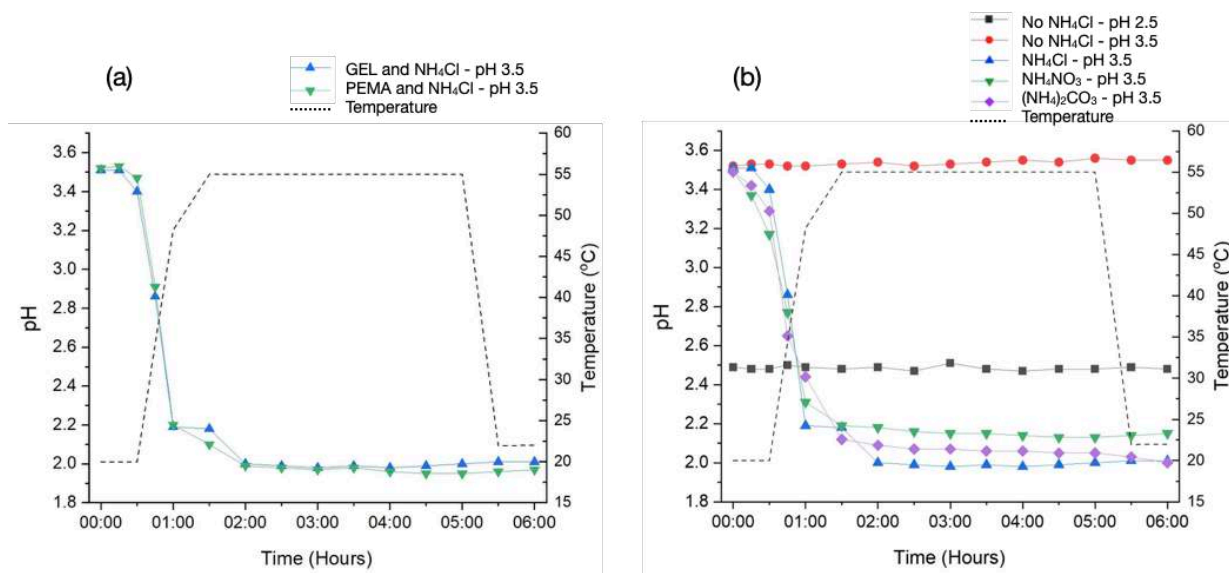 (a)
GEL and NH₄Cl - pH 3.5
PEMA and NH₄Cl - pH 3.5
Temperature
pH
3.6
3.4
3.2
3.0
2.8
2.6
2.4
2.2
2.0
1.8
60
55
50
45
40
35
30
25
20
15
Temperature (°C)
00:00 01:00 02:00 03:00 04:00 05:00 06:00
Time (Hours)
(b)
No NH₄Cl - pH 2.5
No NH₄Cl - pH 3.5
NH₄Cl - pH 3.5
NH₄NO₃ - pH 3.5
(NH₄)₂CO₃ - pH 3.5
Temperature
pH
3.6
3.4
3.2
3.0
2.8
2.6
2.4
2.2
2.0
1.8
60
55
50
45
40
35
30
25
20
15
Temperature (°C)
00:00 01:00 02:00 03:00 04:00 05:00 06:00
Time (Hours)